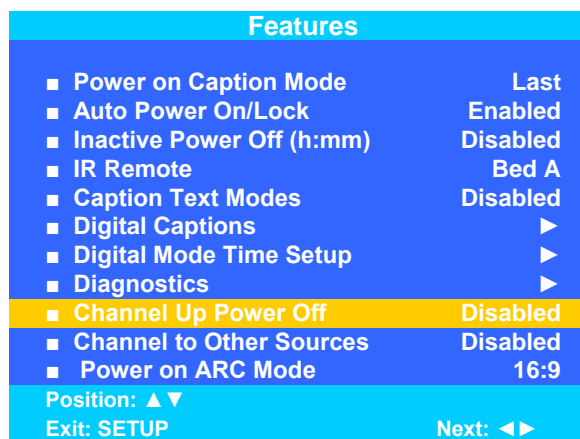 Features
■ Power on Caption Mode Last
■ Auto Power On/Lock Enabled
■ Inactive Power Off (h:mm) Disabled
■ IR Remote Bed A
■ Caption Text Modes Disabled
■ Digital Captions ►
■ Digital Mode Time Setup ►
■ Diagnostics ►
■ Channel Up Power Off Disabled
■ Channel to Other Sources Disabled
■ Power on ARC Mode 16:9
Position: ▲▼
Exit: SETUP Next: ◄►